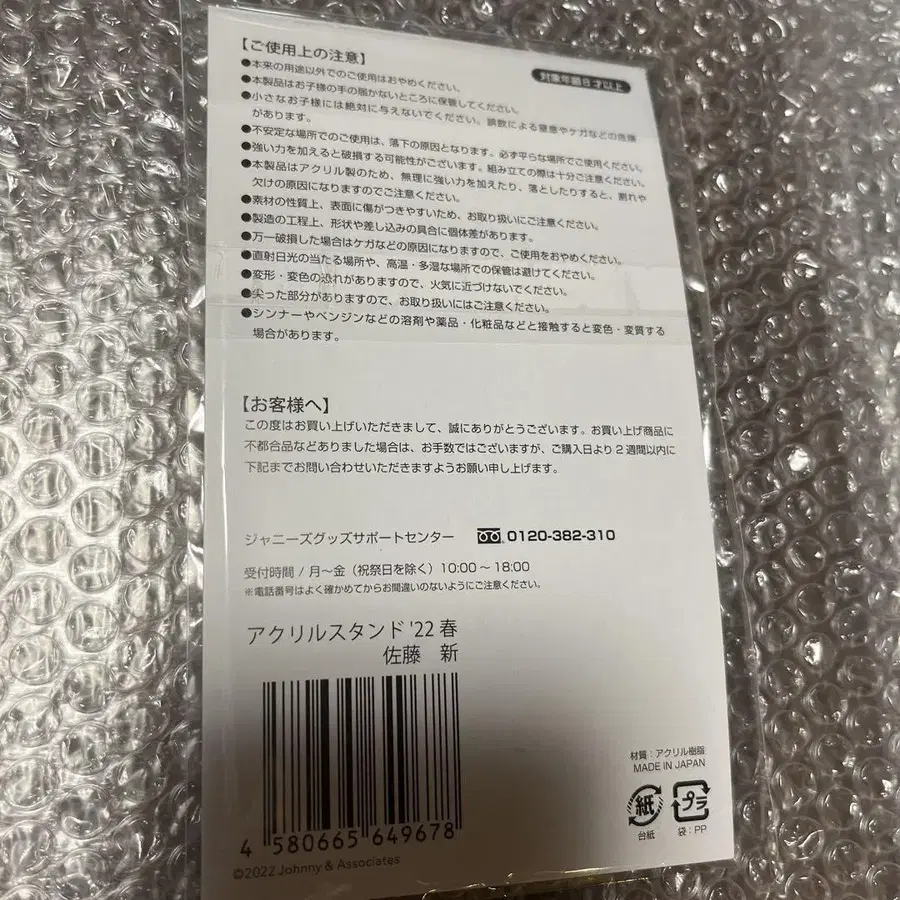 【ご使用上の注意】
対象年齢8才以上
●本来の用途以外でのご使用はおやめください。
●本製品はお子様の手の届かないところに保管してください。
●小さなお子様には絶対に与えないでください。誤飲による窒息やケガなどの危険
があります。
●不安定な場所でのご使用は、落下の原因となります。必ず平らな場所でご使用ください。
●強い力を加えると破損する可能性がございます。組み立ての際は十分ご注意ください。
●本製品はアクリル製のため、無理に強い力を加えたり、落としたりすると、割れや
欠けの原因になりますのでご注意ください。
●素材の性質上、表面に傷がつきやすいため、お取り扱いにご注意ください。
●製造の工程上、形状や差し込みの具合に個体差があります。
●万一破損した場合はケガなどの原因になりますので、ご使用をおやめください。
●直射日光の当たる場所や、高温・多湿な場所での保管は避けてください。
●変形・変色の恐れがありますので、火気に近づけないでください。
●尖った部分がありますので、お取り扱いにはご注意ください。
●シンナーやベンジンなどの溶剤や薬品・化粧品などと接触すると変色・変質する
場合があります。
【お客様へ】
この度はお買い上げいただきまして、誠にありがとうございます。お買い上げ商品に
不都合品などありました場合は、お手数ではございますが、ご購入日より2週間以内に
下記までお問い合わせいただきますようお願い申し上げます。
ジャニーズグッズサポートセンター 0120-382-310
受付時間 / 月〜金（祝祭日を除く）10:00〜18:00
※電話番号はよく確かめてからお間違いのないようにご注意ください。
アクリルスタンド '22 春
佐藤 新
4 580665 649678
©2022 Johnny & Associates
材質：アクリル樹脂
MADE IN JAPAN
紙
プラ
台紙
袋：PP